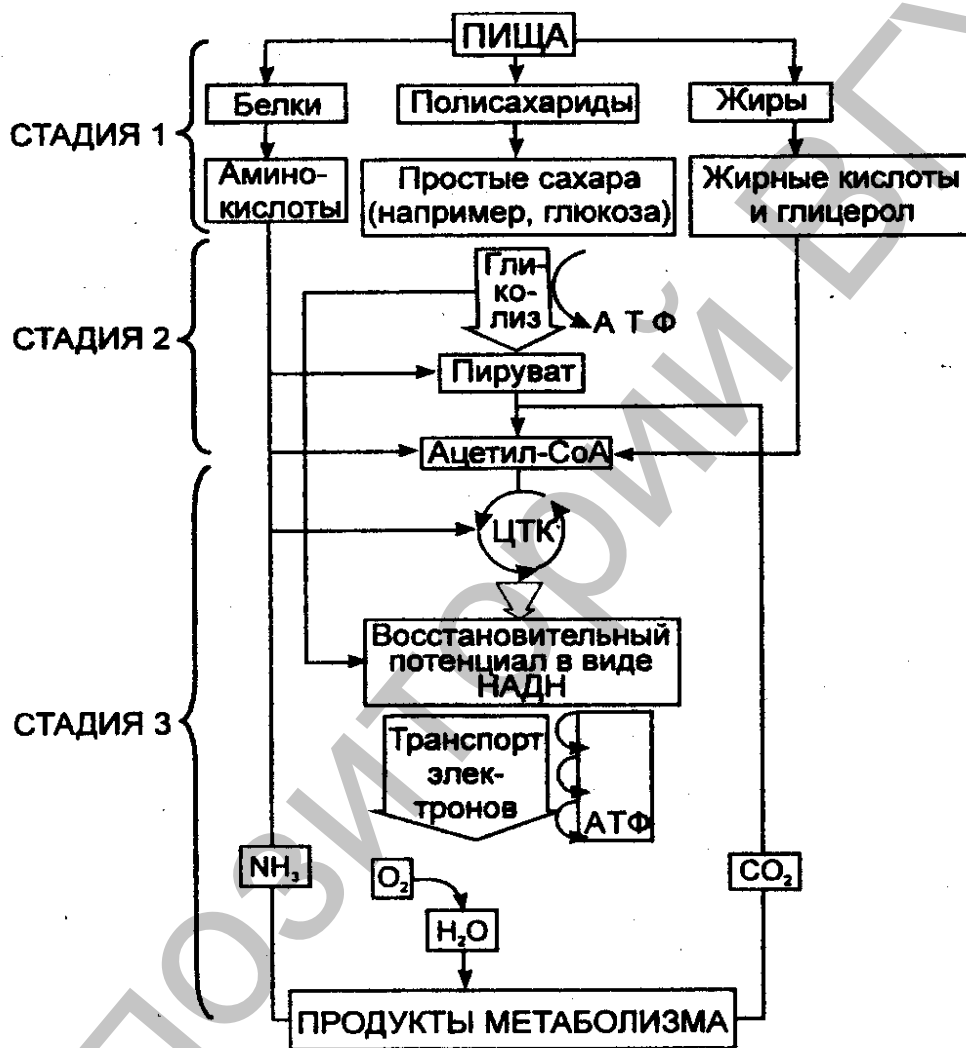 ПИЩА
Белки
Полисахариды
Жиры
СТАДИЯ 1
Амино-
кислоты
Простые сахара
(например, глюкоза)
Жирные кислоты
и глицерол
СТАДИЯ 2
Гли-
ко-
лиз
АТФ
Пируват
Ацетил-СоА
ЦТК
СТАДИЯ 3
Восстановительный
потенциал в виде
НАДН
Транспорт
элек-
тронов
АТФ
NH₃
O₂
CO₂
H₂O
ПРОДУКТЫ МЕТАБОЛИЗМА